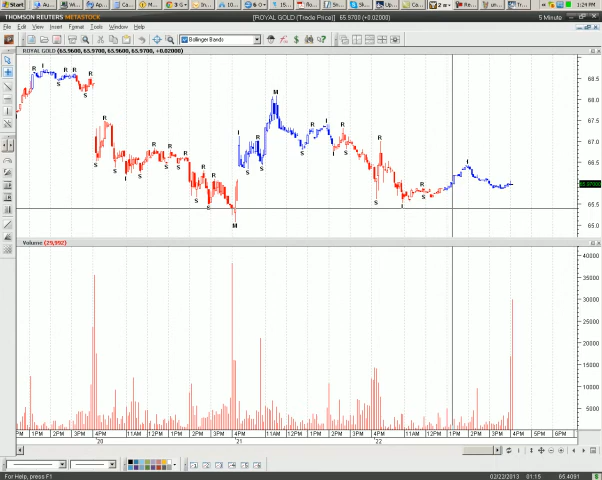 Start
1:29 PM
THOMSON REUTERS METASTOCK
[ROYAL GOLD [Trade Price]] 65.9700 (+0.02000)
5 Minute
File Edit View Insert Format Tools Window Help
Bollinger Bands
ROYAL GOLD (65.9600, 65.9700, 65.9600, 65.9700, +0.02000)
68.5
68.0
67.5
67.0
66.5
65.5
65.0
R I R R R S S
R S I R S R R S S R S R S M
I R S S M R S I R S R S I R S I
Volume (29,992)
40000
35000
30000
25000
20000
15000
10000
5000
PM 1PM 2PM 3PM 4PM 11AM 12PM 1PM 2PM 3PM 4PM 11AM 12PM 1PM 2PM 3PM 4PM 11AM 12PM 1PM 2PM 3PM 4PM 5PM 6PM
20 21 22
For Help, press F1
02/22/2013 01:15 65.4091